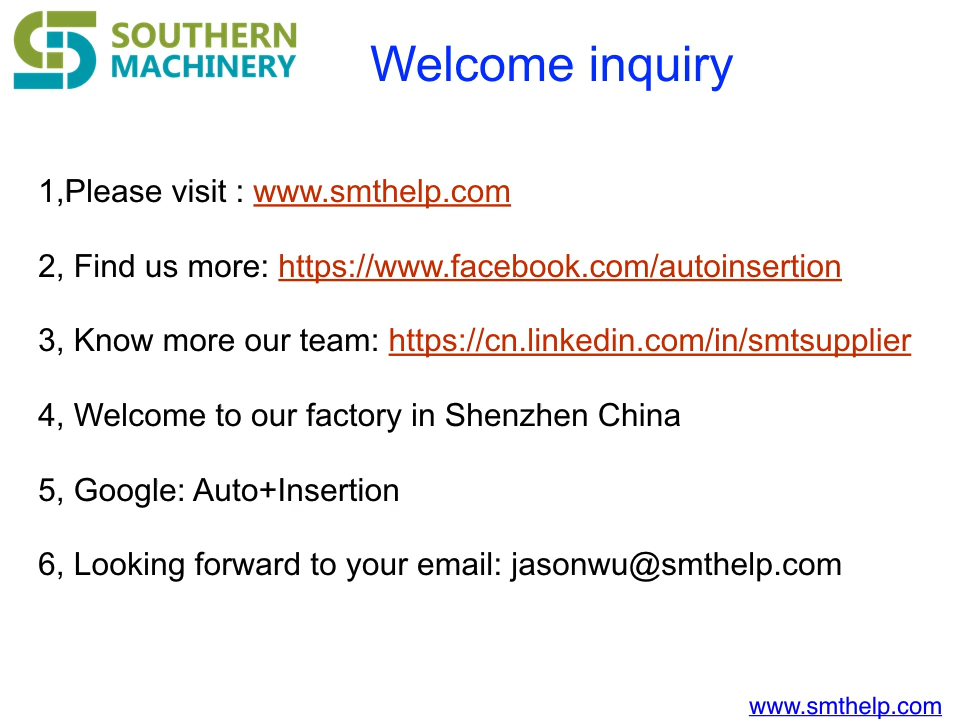 SOUTHERN
MACHINERY
Welcome inquiry
1,Please visit : www.smthelp.com
2, Find us more: https://www.facebook.com/autoinsertion
3, Know more our team: https://cn.linkedin.com/in/smtsupplier
4, Welcome to our factory in Shenzhen China
5, Google: Auto+Insertion
6, Looking forward to your email: jasonwu@smthelp.com
www.smthelp.com